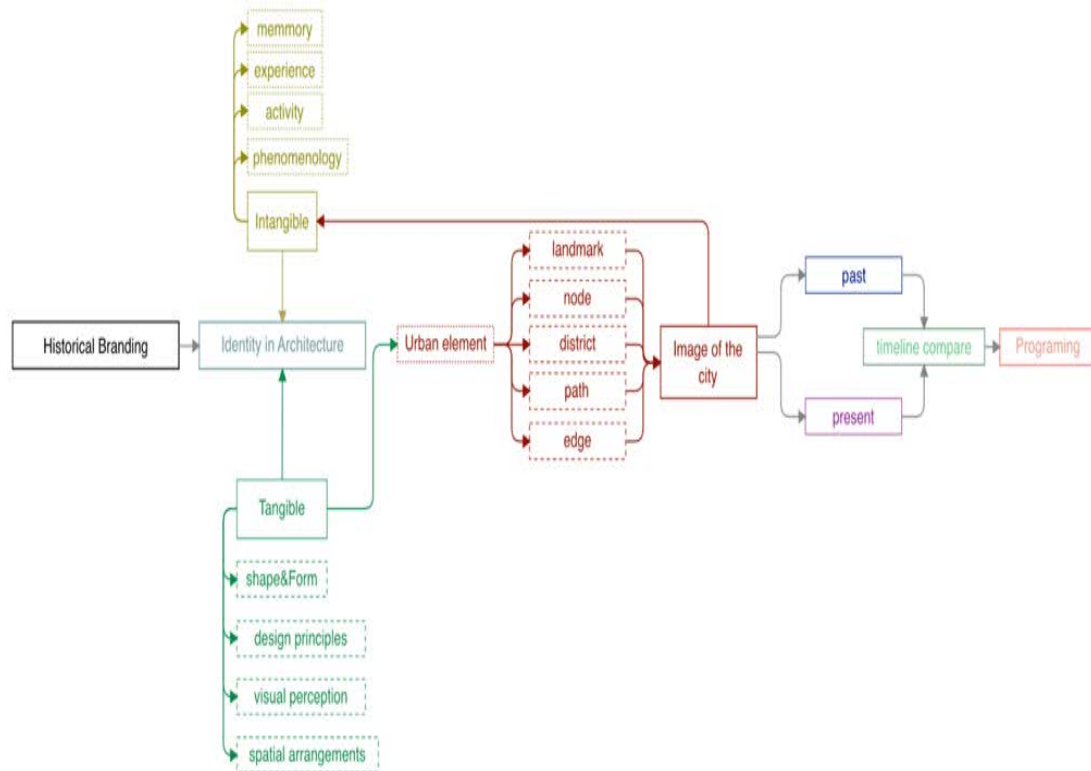 memmory
experience
activity
phenomenology
Intangible
Historical Branding
Identity in Architecture
Tangible
shape&Form
design principles
visual perception
spatial arrangements
Urban element
landmark
node
district
path
edge
Image of the
city
past
present
timeline compare
Programing